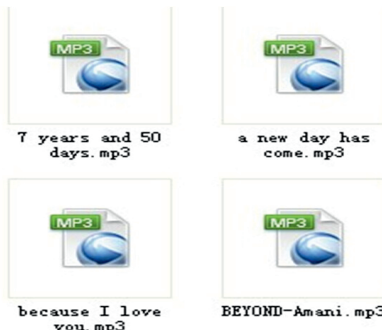 MP3
MP3
7 years and 50
days.mp3
a new day has
come.mp3
MP3
MP3
because I love
you.mp3
BEYOND-Amani.mp3